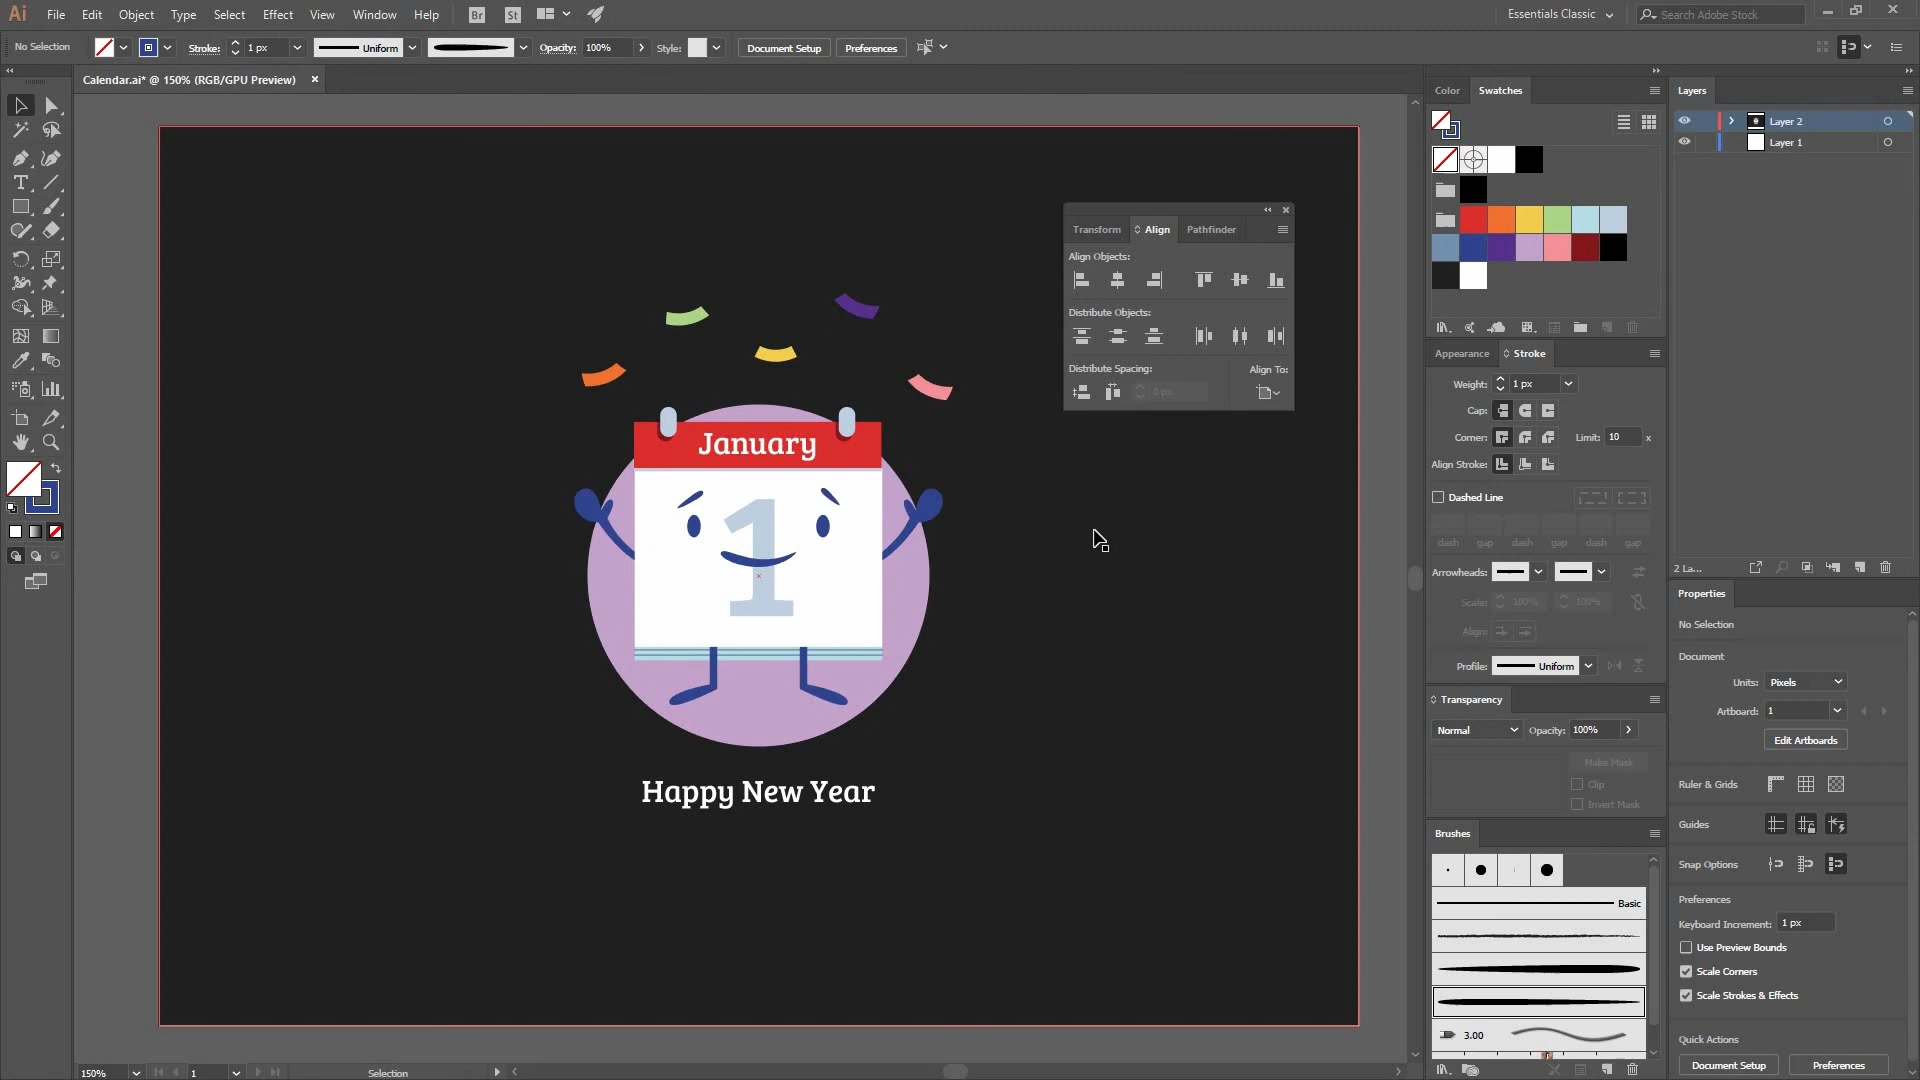 Ai File Edit Object Type Select Effect View Window Help Br St Essentials Classic Search Adobe Stock
No Selection Stroke: 1 px Uniform Opacity: 100% Style: Document Setup Preferences
Calendar.ai* @ 150% (RGB/GPU Preview)
Color Swatches
Appearance Stroke
Weight: 1 px
Cap:
Corner: Limit: 10 x
Align Stroke:
Dashed Line
dash gap dash gap dash gap
Arrowheads:
Scale: 100% 100%
Align:
Profile: Uniform
Transparency
Normal Opacity: 100%
Make Mask
Clip
Invert Mask
Brushes
Basic
3.00
Layers
Layer 2
Layer 1
2 La...
Properties
No Selection
Document
Units: Pixels
Artboard: 1
Edit Artboards
Ruler & Grids
Guides
Snap Options
Preferences
Keyboard Increment: 1 px
Use Preview Bounds
Scale Corners
Scale Strokes & Effects
Quick Actions
Document Setup Preferences
Transform Align Pathfinder
Align Objects:
Distribute Objects:
Distribute Spacing: Align To:
0 px
January
1
Happy New Year
150% 1 Selection